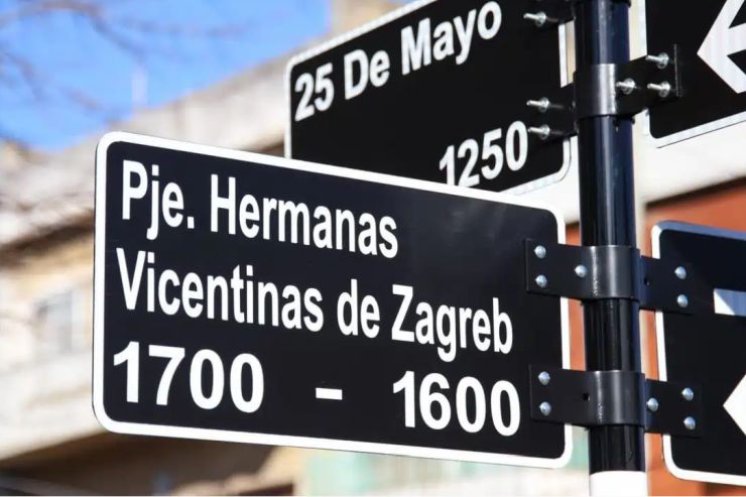 25 De Mayo
1250
Pje. Hermanas
Vicentinas de Zagreb
1700 - 1600